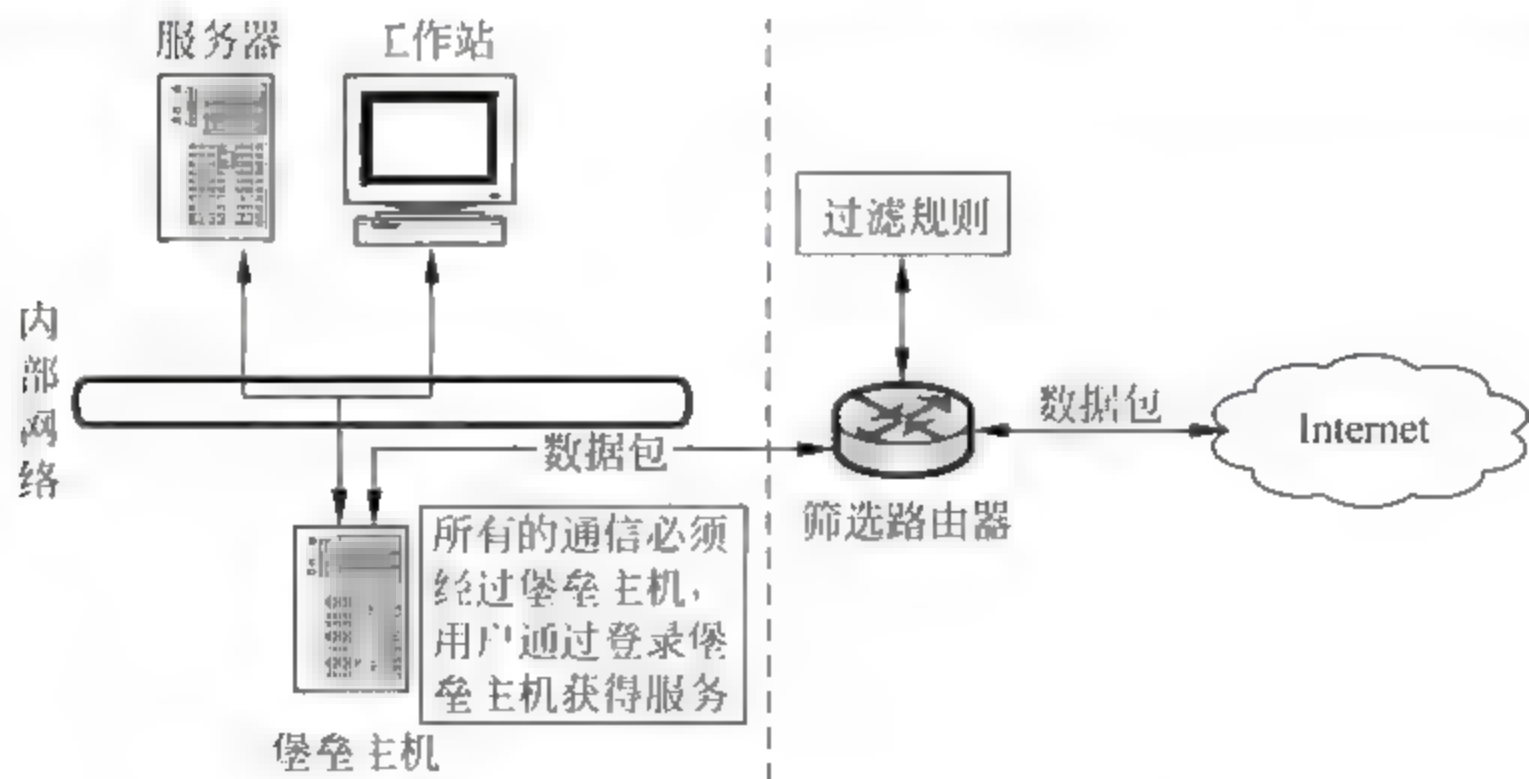 服务器
工作站
过滤规则
内部网络
数据包
Internet
数据包
筛选路由器
所有的通信必须
经过堡垒主机，
用户通过登录堡
垒主机获得服务
堡垒主机